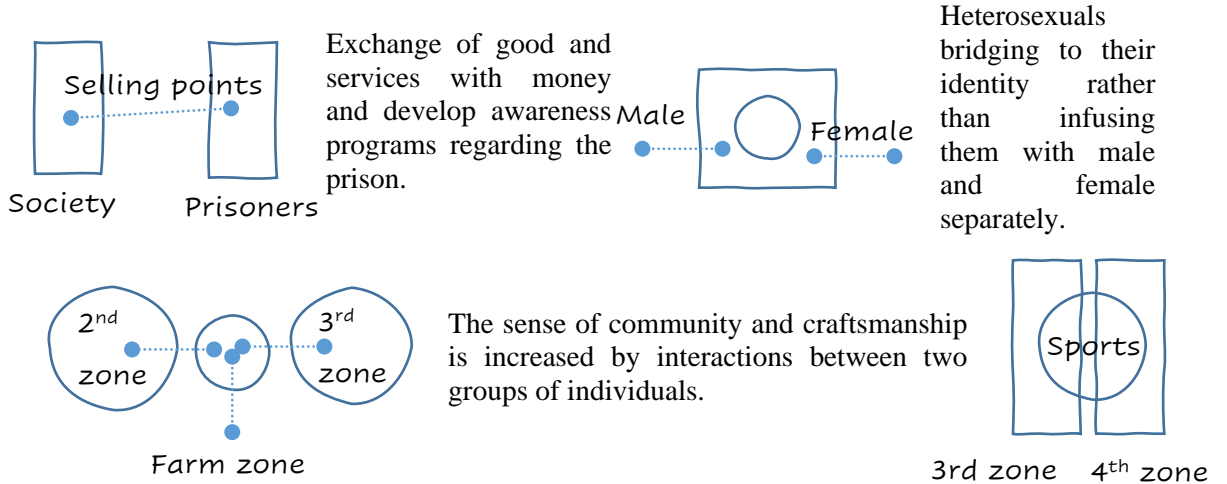 Selling points
Society
Prisoners
Exchange of good and
services with money
and develop awareness
programs regarding the
prison.
Male
Female
Heterosexuals
bridging to their
identity rather
than infusing
them with male
and female
separately.
2nd
zone
3rd
zone
Farm zone
The sense of community and craftsmanship
is increased by interactions between two
groups of individuals.
Sports
3rd zone
4th zone